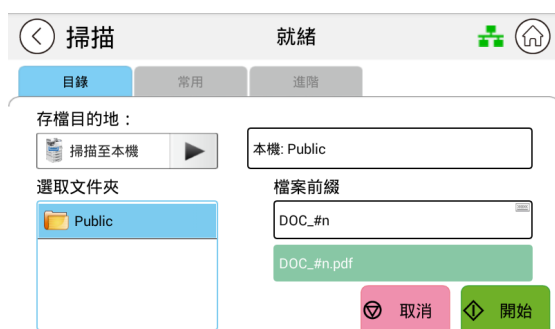 掃描
就緒
目錄
常用
進階
存檔目的地：
掃描至本機
本機: Public
選取文件夾
檔案前綴
Public
DOC_#n
DOC_#n.pdf
取消
開始